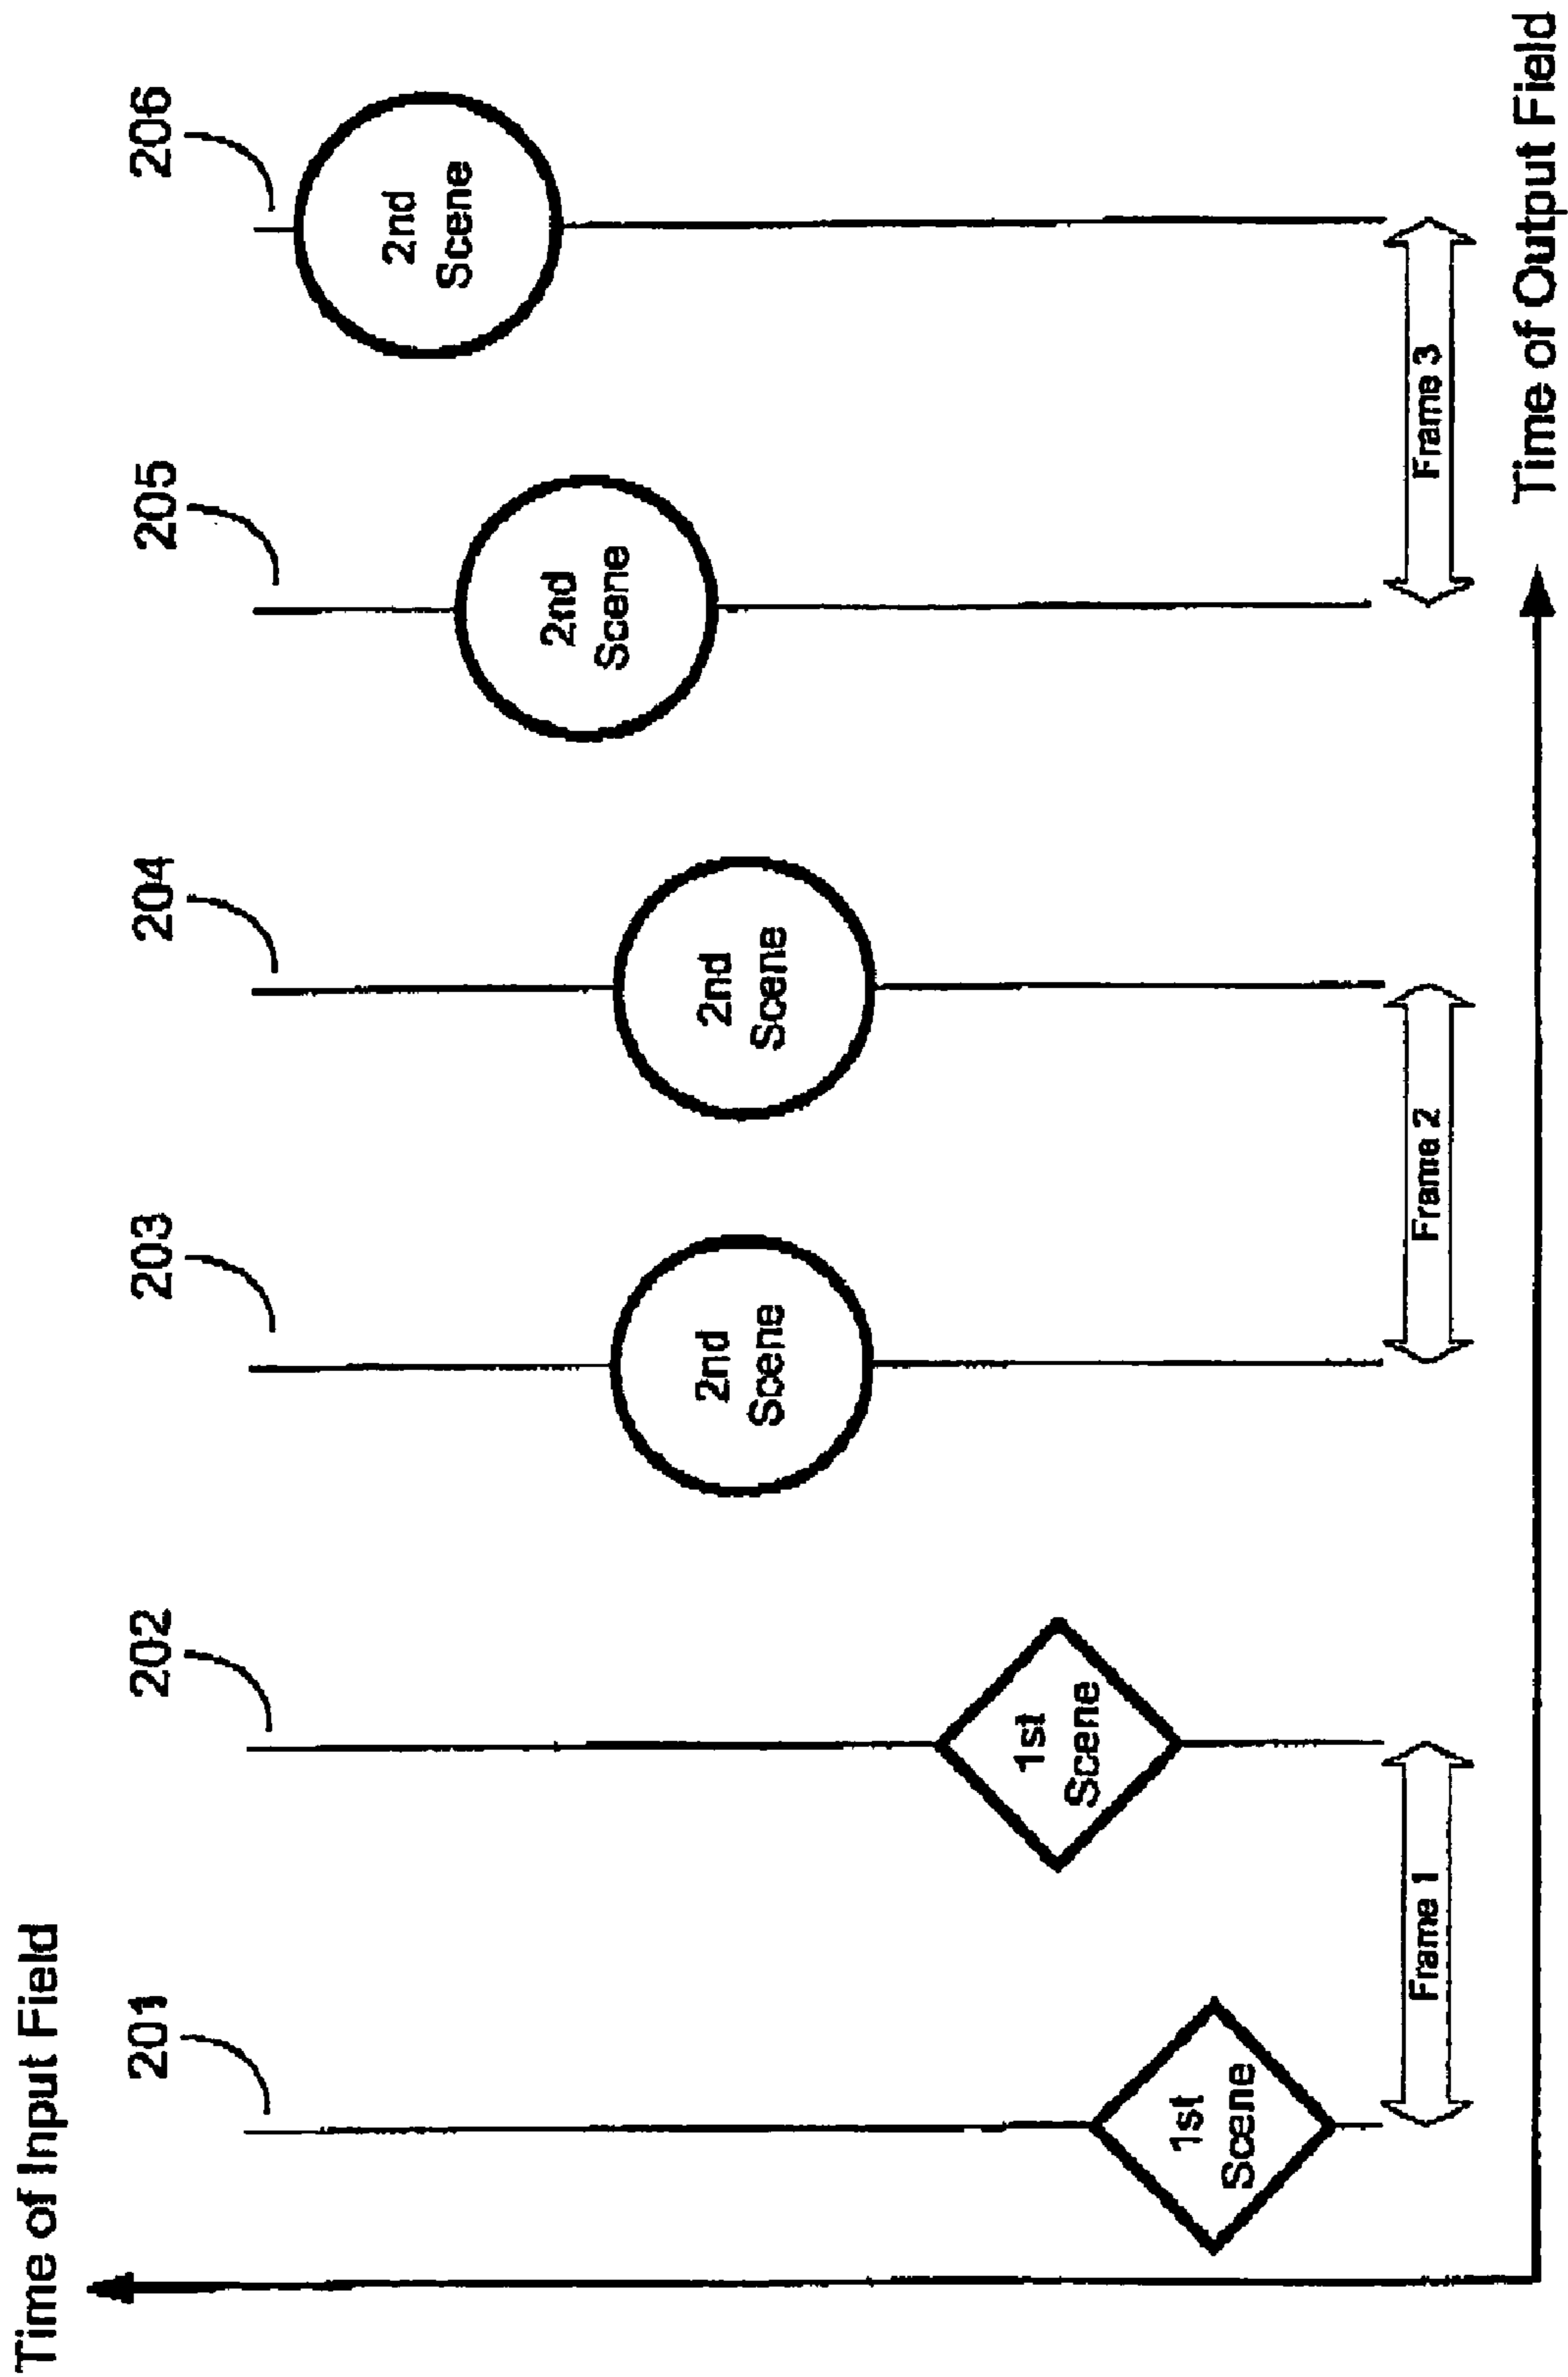 Time of Input Field
201
202
203
204
205
206
1st
Scene
1st
Scene
2nd
Scene
2nd
Scene
2nd
Scene
2nd
Scene
Frame 1
Frame 2
Frame 3
Time of Output Field